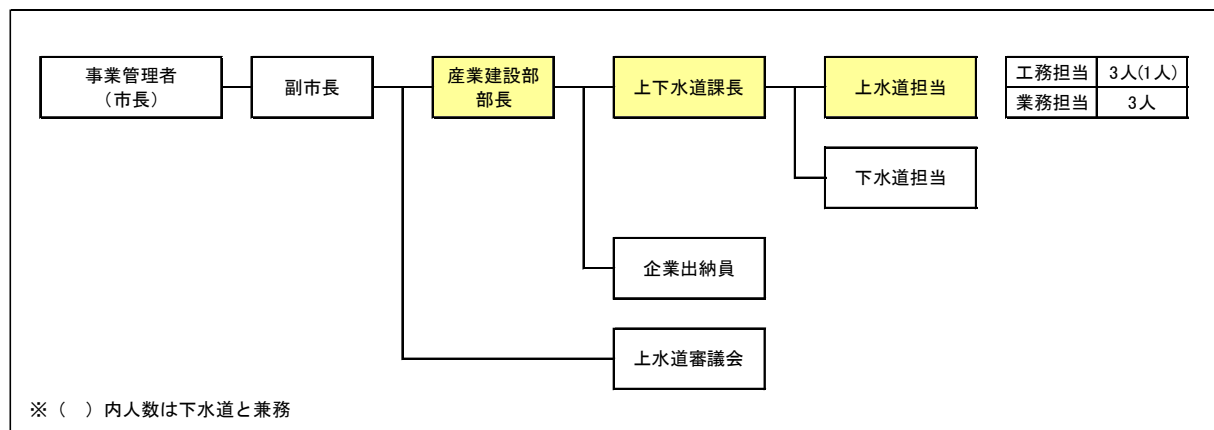 事業管理者
（市長）
副市長
産業建設部
部長
上下水道課長
上水道担当
工務担当 3人(1人)
業務担当 3人
下水道担当
企業出納員
上水道審議会
※（　）内人数は下水道と兼務